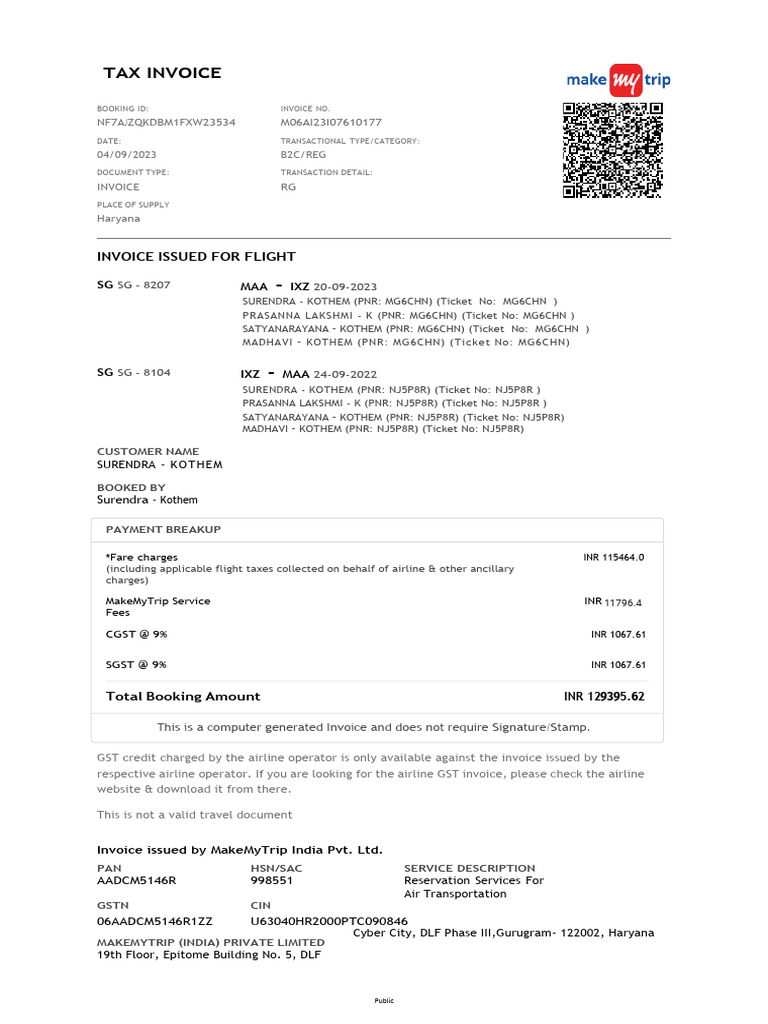 TAX INVOICE
make my trip
BOOKING ID:
NF7AJZQKDBM1FXW23534
INVOICE NO.
M06AI23I07610177
DATE:
04/09/2023
TRANSACTIONAL TYPE/CATEGORY:
B2C/REG
DOCUMENT TYPE:
INVOICE
TRANSACTION DETAIL:
RG
PLACE OF SUPPLY
Haryana
INVOICE ISSUED FOR FLIGHT
SG SG - 8207
MAA - IXZ 20-09-2023
SURENDRA - KOTHEM (PNR: MG6CHN) (Ticket No: MG6CHN )
PRASANNA LAKSHMI - K (PNR: MG6CHN) (Ticket No: MG6CHN )
SATYANARAYANA - KOTHEM (PNR: MG6CHN) (Ticket No: MG6CHN )
MADHAVI - KOTHEM (PNR: MG6CHN) (Ticket No: MG6CHN)
SG SG - 8104
IXZ - MAA 24-09-2022
SURENDRA - KOTHEM (PNR: NJ5P8R) (Ticket No: NJ5P8R )
PRASANNA LAKSHMI - K (PNR: NJ5P8R) (Ticket No: NJ5P8R )
SATYANARAYANA - KOTHEM (PNR: NJ5P8R) (Ticket No: NJ5P8R)
MADHAVI - KOTHEM (PNR: NJ5P8R) (Ticket No: NJ5P8R)
CUSTOMER NAME
SURENDRA - KOTHEM
BOOKED BY
Surendra - Kothem
PAYMENT BREAKUP
*Fare charges INR 115464.0
(including applicable flight taxes collected on behalf of airline & other ancillary
charges)
MakeMyTrip Service INR 11796.4
Fees
CGST @ 9% INR 1067.61
SGST @ 9% INR 1067.61
Total Booking Amount INR 129395.62
This is a computer generated Invoice and does not require Signature/Stamp.
GST credit charged by the airline operator is only available against the invoice issued by the
respective airline operator. If you are looking for the airline GST invoice, please check the airline
website & download it from there.
This is not a valid travel document
Invoice issued by MakeMyTrip India Pvt. Ltd.
PAN
AADCM5146R
HSN/SAC
998551
SERVICE DESCRIPTION
Reservation Services For
Air Transportation
GSTN
06AADCM5146R1ZZ
CIN
U63040HR2000PTC090846
MAKEMYTRIP (INDIA) PRIVATE LIMITED
19th Floor, Epitome Building No. 5, DLF
Cyber City, DLF Phase III,Gurugram- 122002, Haryana
Public